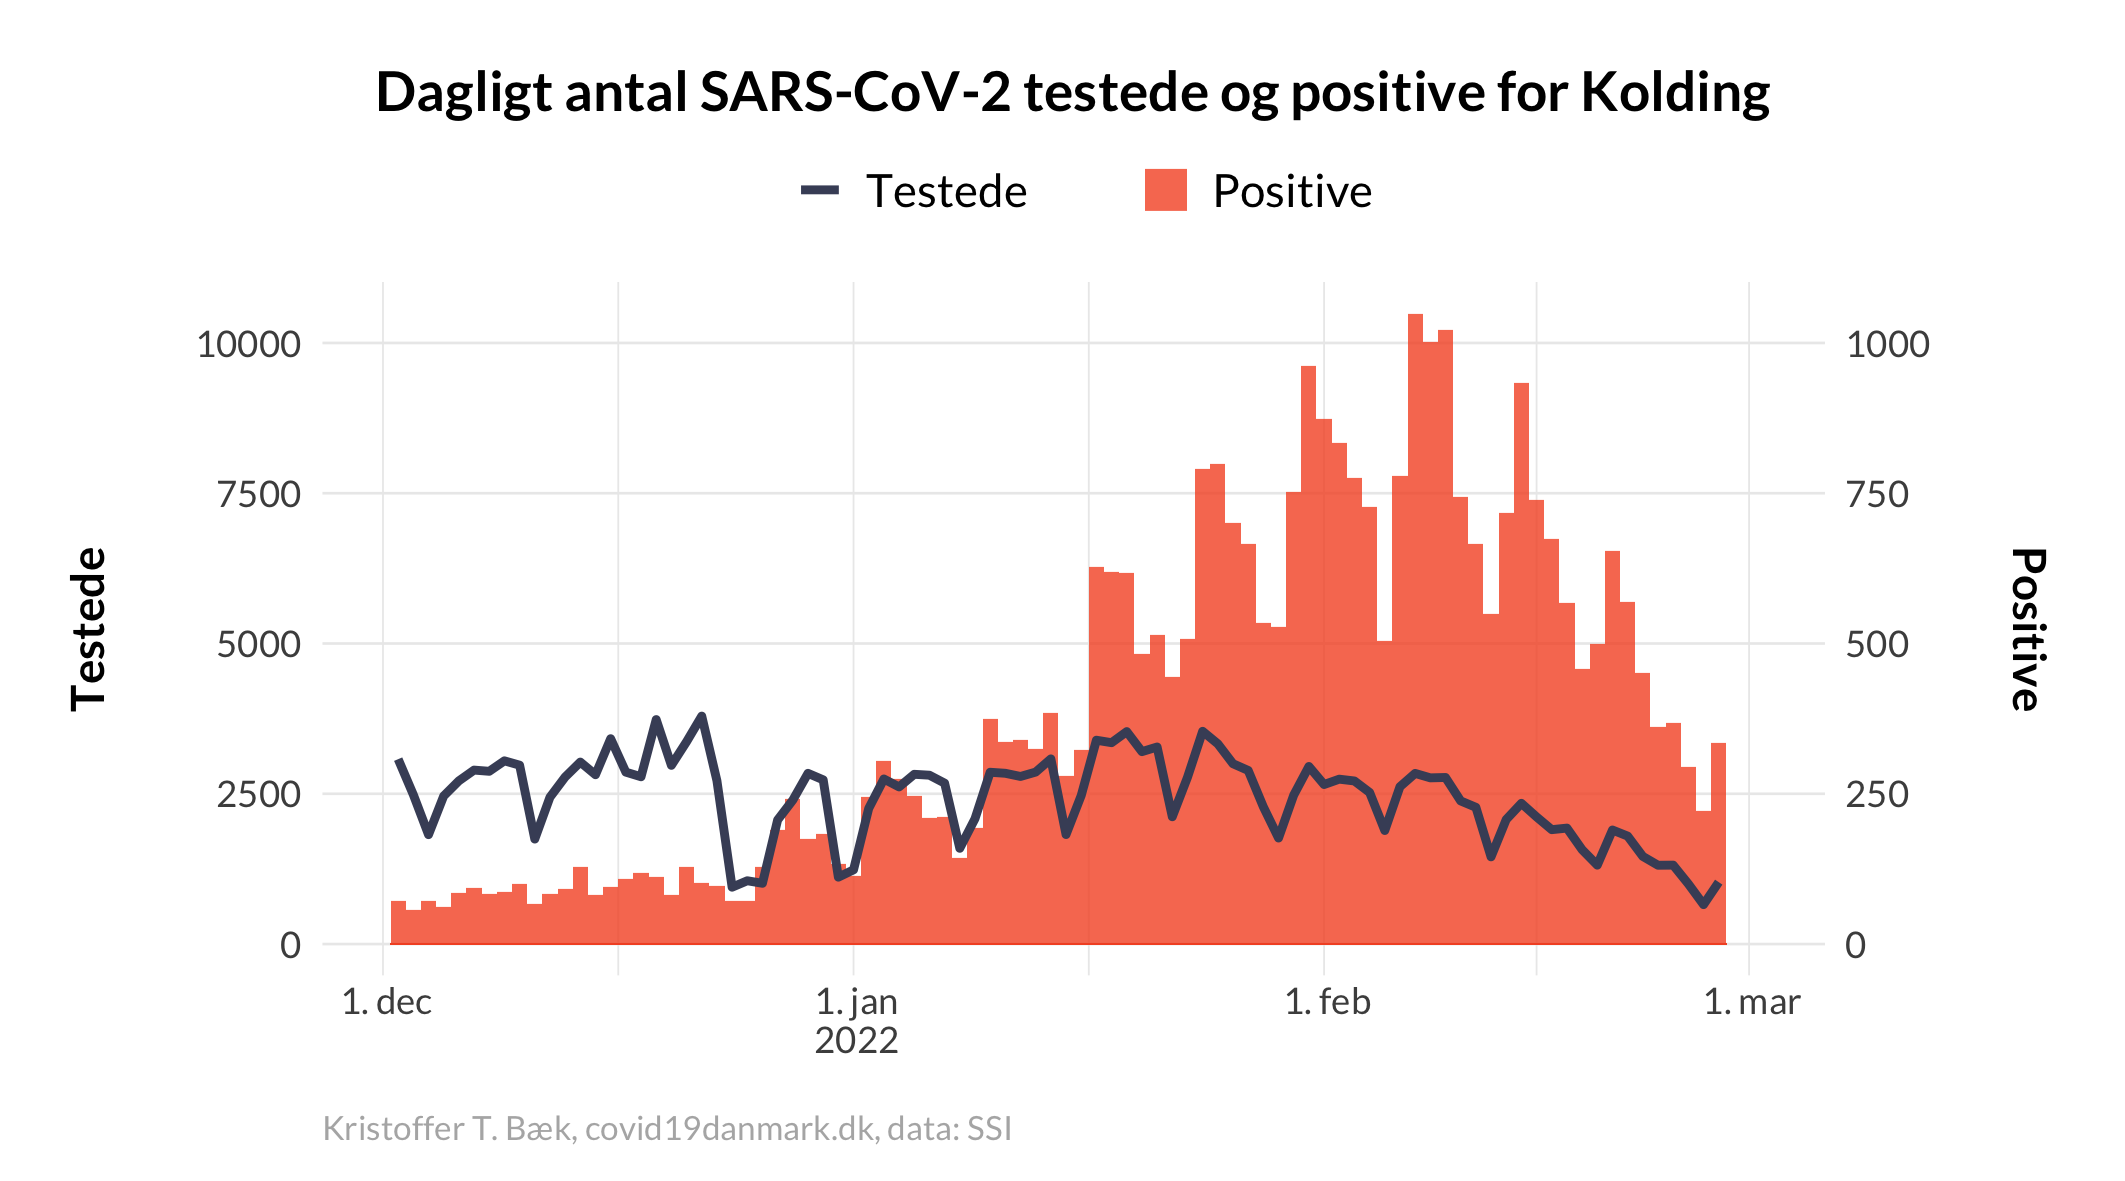 Dagligt antal SARS-CoV-2 testede og positive for Kolding
Testede
Positive
10000
7500
5000
2500
0
1000
750
500
250
0
Testede
Positive
1. dec
1. jan
2022
1. feb
1. mar
Kristoffer T. Bæk, covid19danmark.dk, data: SSI